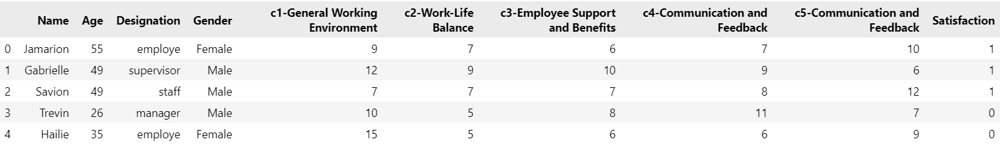 Name Age Designation Gender c1-General Working Environment c2-Work-Life Balance c3-Employee Support and Benefits c4-Communication and Feedback c5-Communication and Feedback Satisfaction
0 Jamarion 55 employe Female 9 7 6 7 10 1
1 Gabrielle 49 supervisor Male 12 9 10 9 6 1
2 Savion 49 staff Male 7 7 7 8 12 1
3 Trevin 26 manager Male 10 5 8 11 7 0
4 Hailie 35 employe Female 15 5 6 6 9 0